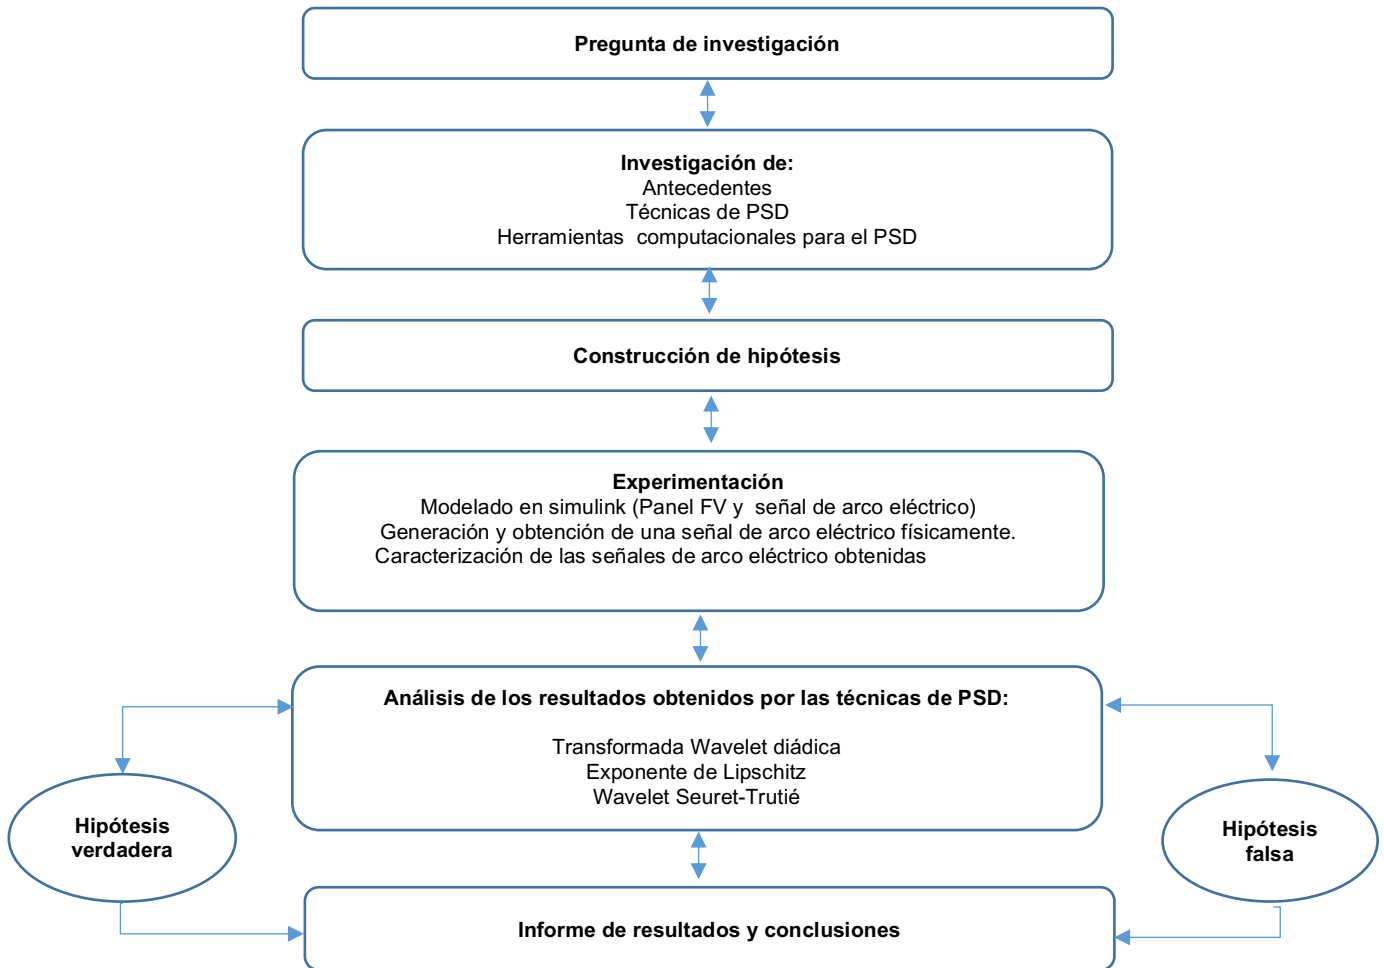 Pregunta de investigación
Investigación de:
Antecedentes
Técnicas de PSD
Herramientas computacionales para el PSD
Construcción de hipótesis
Experimentación
Modelado en simulink (Panel FV y señal de arco eléctrico)
Generación y obtención de una señal de arco eléctrico físicamente.
Caracterización de las señales de arco eléctrico obtenidas
Análisis de los resultados obtenidos por las técnicas de PSD:
Transformada Wavelet diádica
Exponente de Lipschitz
Wavelet Seuret-Trutié
Hipótesis
verdadera
Hipótesis
falsa
Informe de resultados y conclusiones